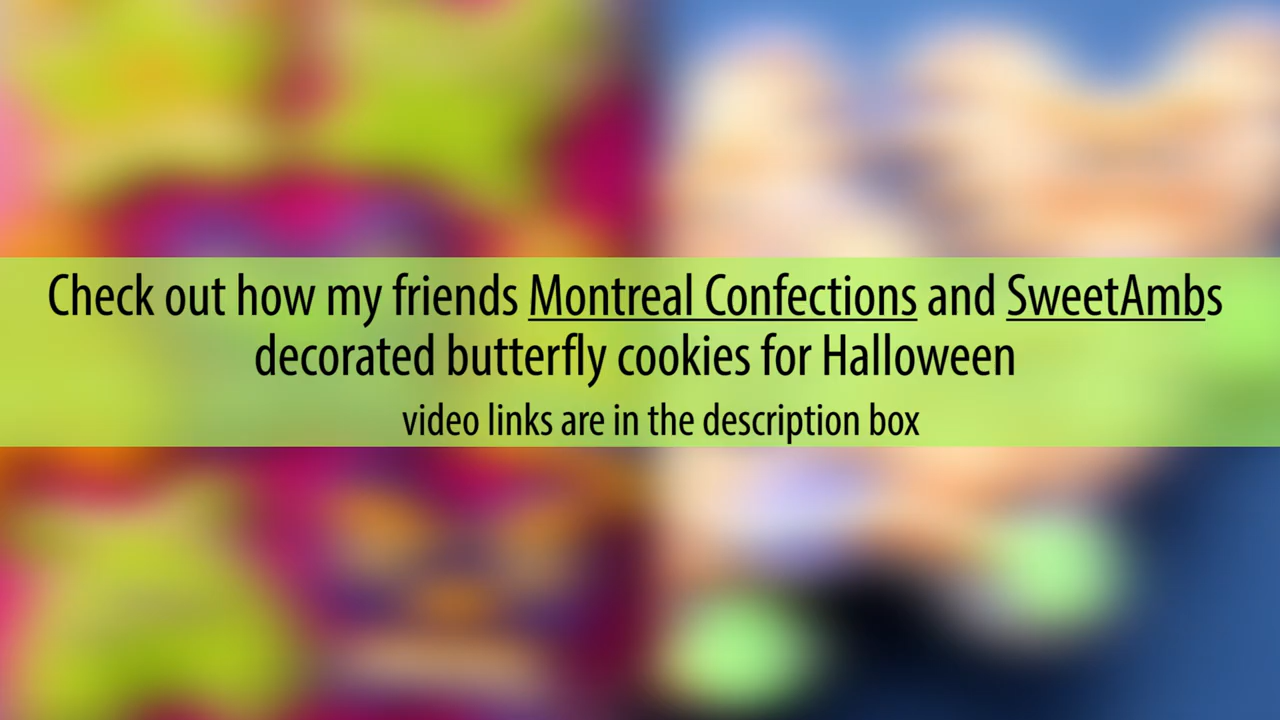 Check out how my friends Montreal Confections and SweetAmbs
decorated butterfly cookies for Halloween
video links are in the description box